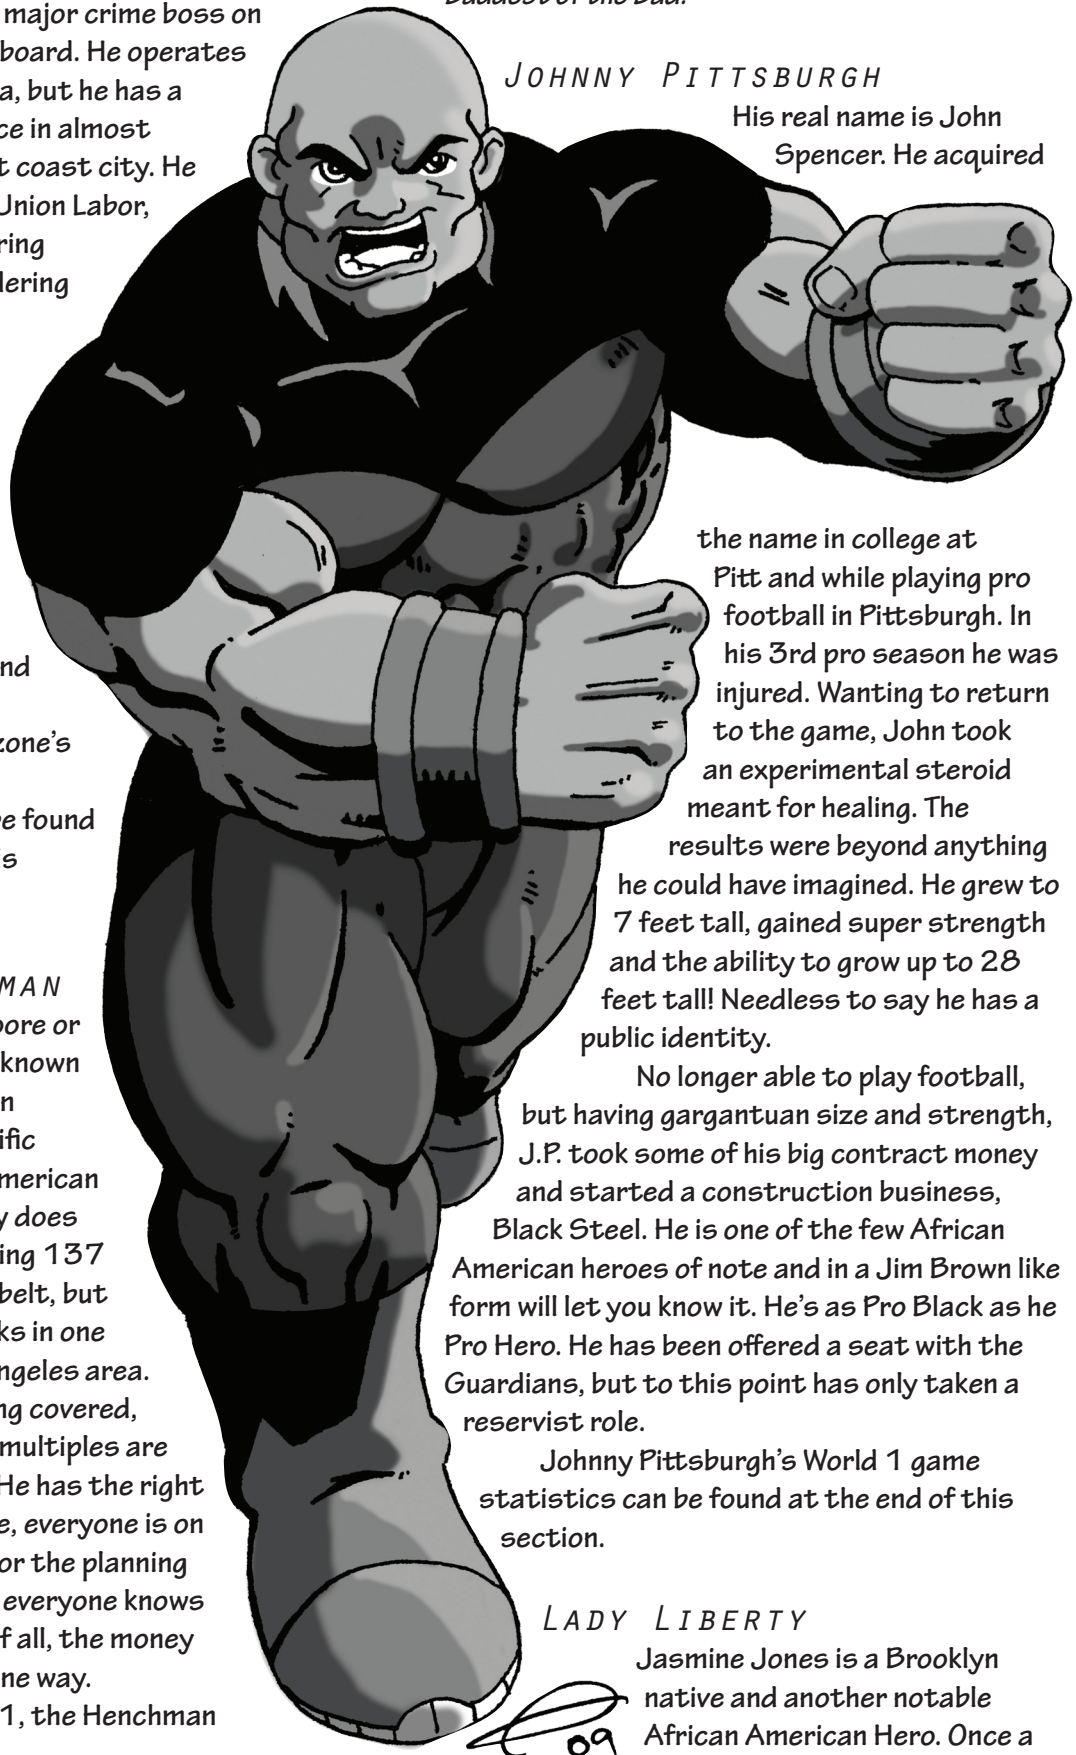 major crime boss on
board. He operates
a, but he has a
ce in almost
t coast city. He
Union Labor,
ring
dering
nd
zone's
be found
s
MAN
oore or
known
n
ific
merican
y does
ing 137
belt, but
ks in one
ngeles area.
ng covered,
multiples are
He has the right
e, everyone is on
or the planning
everyone knows
f all, the money
ne way.
1, the Henchman
Baddest of the Bad!
JOHNNY PITTSBURGH
His real name is John
Spencer. He acquired
the name in college at
Pitt and while playing pro
football in Pittsburgh. In
his 3rd pro season he was
injured. Wanting to return
to the game, John took
an experimental steroid
meant for healing. The
results were beyond anything
he could have imagined. He grew to
7 feet tall, gained super strength
and the ability to grow up to 28
feet tall! Needless to say he has a
public identity.
No longer able to play football,
but having gargantuan size and strength,
J.P. took some of his big contract money
and started a construction business,
Black Steel. He is one of the few African
American heroes of note and in a Jim Brown like
form will let you know it. He's as Pro Black as he
Pro Hero. He has been offered a seat with the
Guardians, but to this point has only taken a
reservist role.
Johnny Pittsburgh's World 1 game
statistics can be found at the end of this
section.
LADY LIBERTY
Jasmine Jones is a Brooklyn
native and another notable
African American Hero. Once a
09